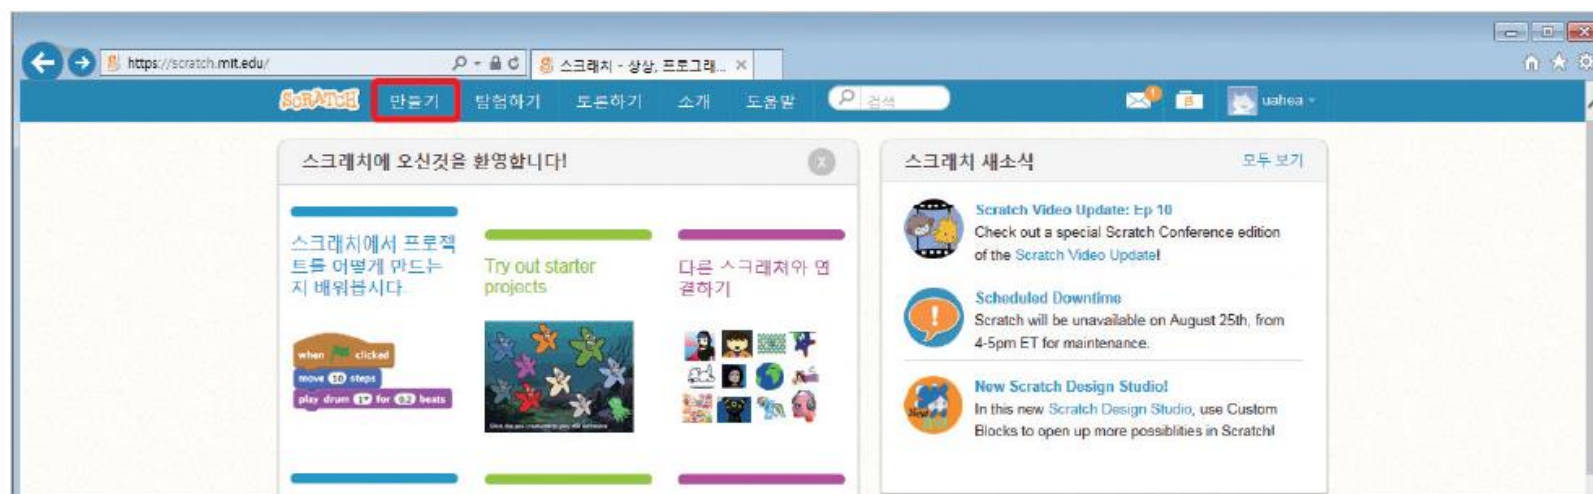 https://scratch.mit.edu/
스크래치 - 상상, 프로그래...
SCRATCH 만들기 탐험하기 토론하기 소개 도움말 검색 uahea
스크래치에 오신것을 환영합니다!
스크래치에서 프로젝
트를 어떻게 만드는
지 배워봅시다
when clicked
move 10 steps
play drum 1 for 0.2 beats
Try out starter
projects
다른 스크래쳐와 연
결하기
스크래치 새소식 모두 보기
Scratch Video Update: Ep 10
Check out a special Scratch Conference edition
of the Scratch Video Update!
Scheduled Downtime
Scratch will be unavailable on August 25th, from
4-5pm ET for maintenance.
New Scratch Design Studio!
In this new Scratch Design Studio, use Custom
Blocks to open up more possiblities in Scratch!